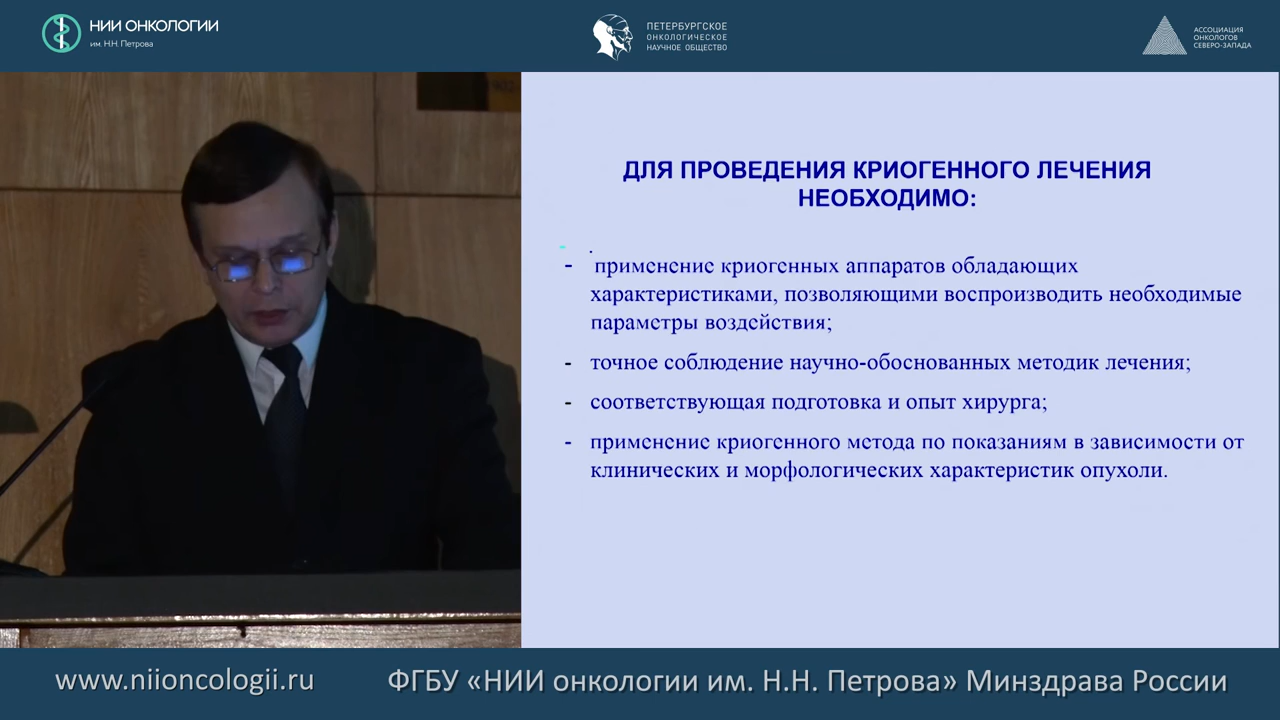 НИИ ОНКОЛОГИИ
им. Н.Н. Петрова
ПЕТЕРБУРГСКОЕ
ОНКОЛОГИЧЕСКОЕ
НАУЧНОЕ ОБЩЕСТВО
АССОЦИАЦИЯ
ОНКОЛОГОВ
СЕВЕРО-ЗАПАДА
ДЛЯ ПРОВЕДЕНИЯ КРИОГЕННОГО ЛЕЧЕНИЯ
НЕОБХОДИМО:
- .
- применение криогенных аппаратов обладающих
характеристиками, позволяющими воспроизводить необходимые
параметры воздействия;
- точное соблюдение научно-обоснованных методик лечения;
- соответствующая подготовка и опыт хирурга;
- применение криогенного метода по показаниям в зависимости от
клинических и морфологических характеристик опухоли.
www.niioncologii.ru
ФГБУ «НИИ онкологии им. Н.Н. Петрова» Минздрава России